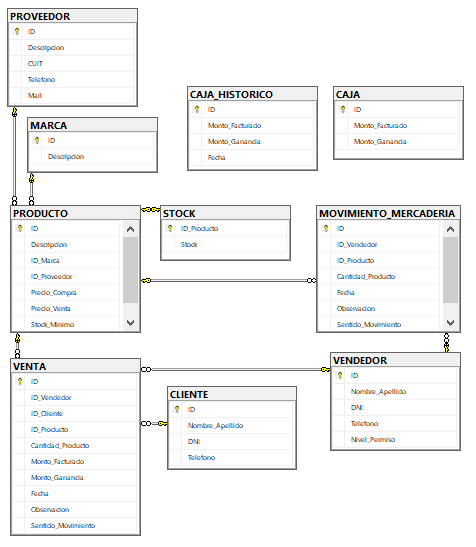 PROVEEDOR
ID
Descripcion
CUIT
Telefono
Mail
MARCA
ID
Descripcion
CAJA_HISTORICO
ID
Monto_Facturado
Monto_Ganancia
Fecha
CAJA
ID
Monto_Facturado
Monto_Ganancia
PRODUCTO
ID
Descripcion
ID_Marca
ID_Proveedor
Precio_Compra
Precio_Venta
Stock_Minimo
STOCK
ID_Producto
Stock
MOVIMIENTO_MERCADERIA
ID
ID_Vendedor
ID_Producto
Cantidad_Producto
Fecha
Observacion
Sentido_Movimiento
VENTA
ID
ID_Vendedor
ID_Cliente
ID_Producto
Cantidad_Producto
Monto_Facturado
Monto_Ganancia
Fecha
Observacion
Sentido_Movimiento
CLIENTE
ID
Nombre_Apellido
DNI
Telefono
VENDEDOR
ID
Nombre_Apellido
DNI
Telefono
Nivel_Permiso